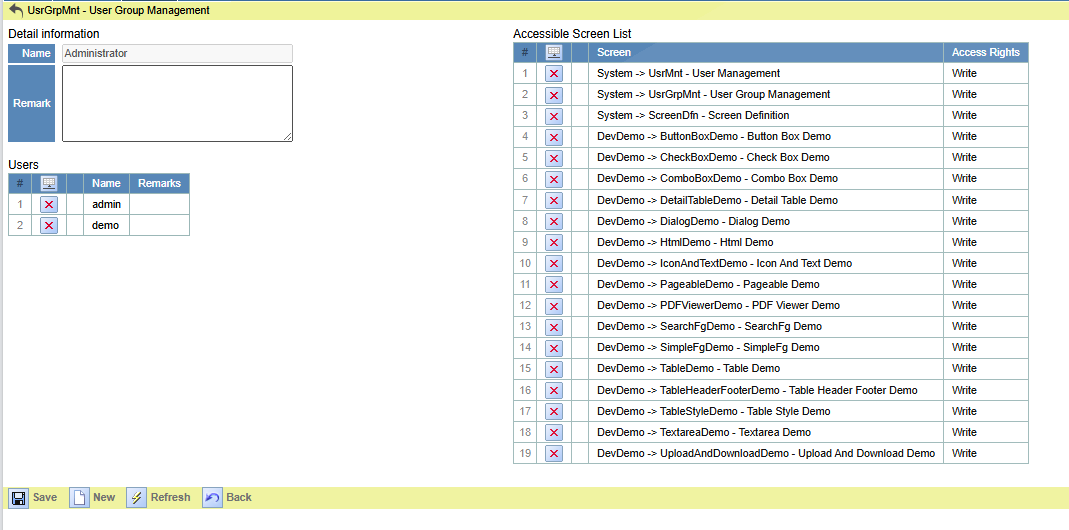 UsrGrpMnt - User Group Management
Detail information
Name Administrator
Remark
Users
# Name Remarks
1 admin
2 demo
Accessible Screen List
# Screen Access Rights
1 System -> UsrMnt - User Management Write
2 System -> UsrGrpMnt - User Group Management Write
3 System -> ScreenDfn - Screen Definition Write
4 DevDemo -> ButtonBoxDemo - Button Box Demo Write
5 DevDemo -> CheckBoxDemo - Check Box Demo Write
6 DevDemo -> ComboBoxDemo - Combo Box Demo Write
7 DevDemo -> DetailTableDemo - Detail Table Demo Write
8 DevDemo -> DialogDemo - Dialog Demo Write
9 DevDemo -> HtmlDemo - Html Demo Write
10 DevDemo -> IconAndTextDemo - Icon And Text Demo Write
11 DevDemo -> PageableDemo - Pageable Demo Write
12 DevDemo -> PDFViewerDemo - PDF Viewer Demo Write
13 DevDemo -> SearchFgDemo - SearchFg Demo Write
14 DevDemo -> SimpleFgDemo - SimpleFg Demo Write
15 DevDemo -> TableDemo - Table Demo Write
16 DevDemo -> TableHeaderFooterDemo - Table Header Footer Demo Write
17 DevDemo -> TableStyleDemo - Table Style Demo Write
18 DevDemo -> TextareaDemo - Textarea Demo Write
19 DevDemo -> UploadAndDownloadDemo - Upload And Download Demo Write
Save New Refresh Back